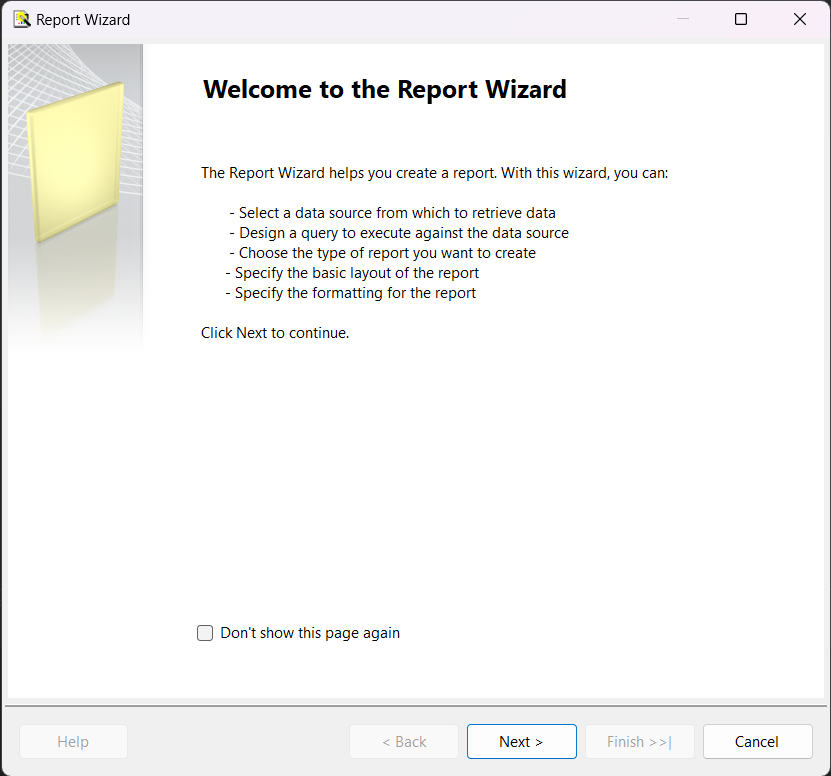 Report Wizard
Welcome to the Report Wizard
The Report Wizard helps you create a report. With this wizard, you can:
- Select a data source from which to retrieve data
- Design a query to execute against the data source
- Choose the type of report you want to create
- Specify the basic layout of the report
- Specify the formatting for the report
Click Next to continue.
Don't show this page again
Help
< Back
Next >
Finish >>|
Cancel